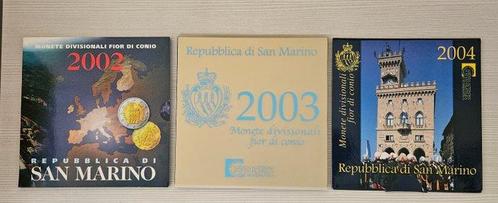 MONETE DIVISIONALI FIOR DI CONIO
2002
REPUBBLICA DI
SAN MARINO
Repubblica di San Marino
2003
Monete divisionali
fior di conio
2004
Monete divisionali
fior di conio
Repubblica di San Marino